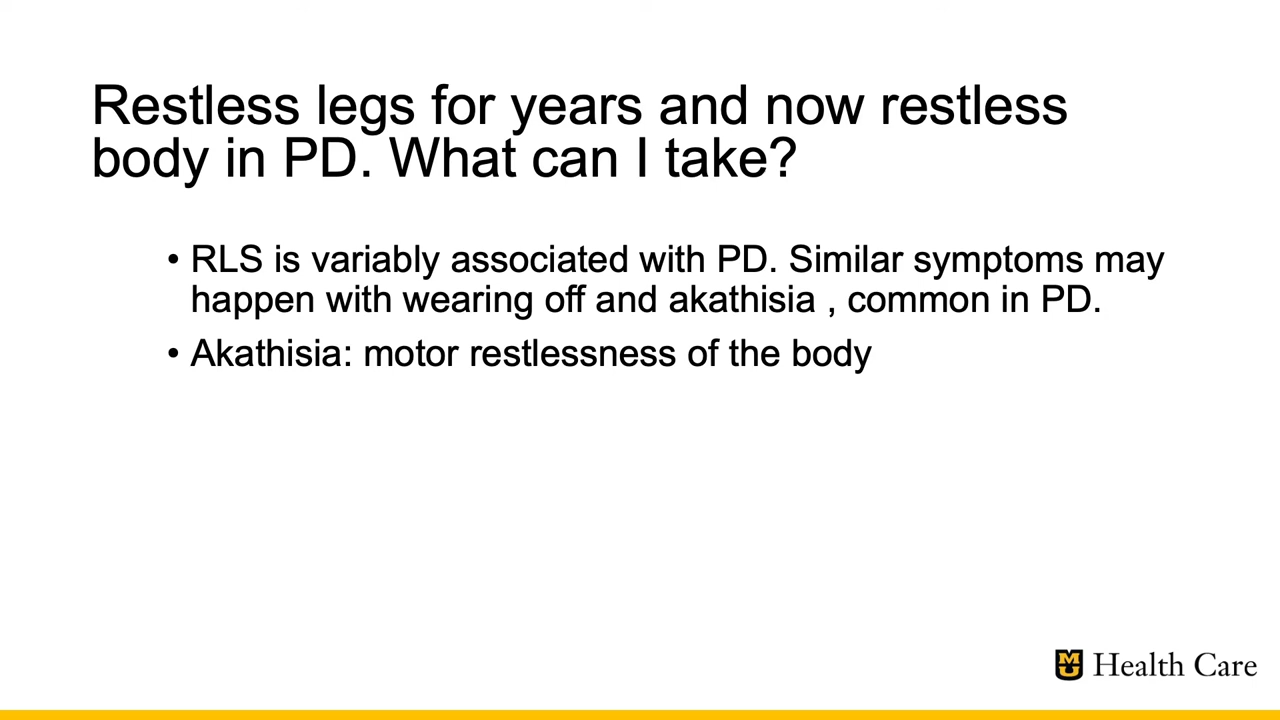 Restless legs for years and now restless
body in PD. What can I take?
• RLS is variably associated with PD. Similar symptoms may
happen with wearing off and akathisia , common in PD.
• Akathisia: motor restlessness of the body
MU Health Care